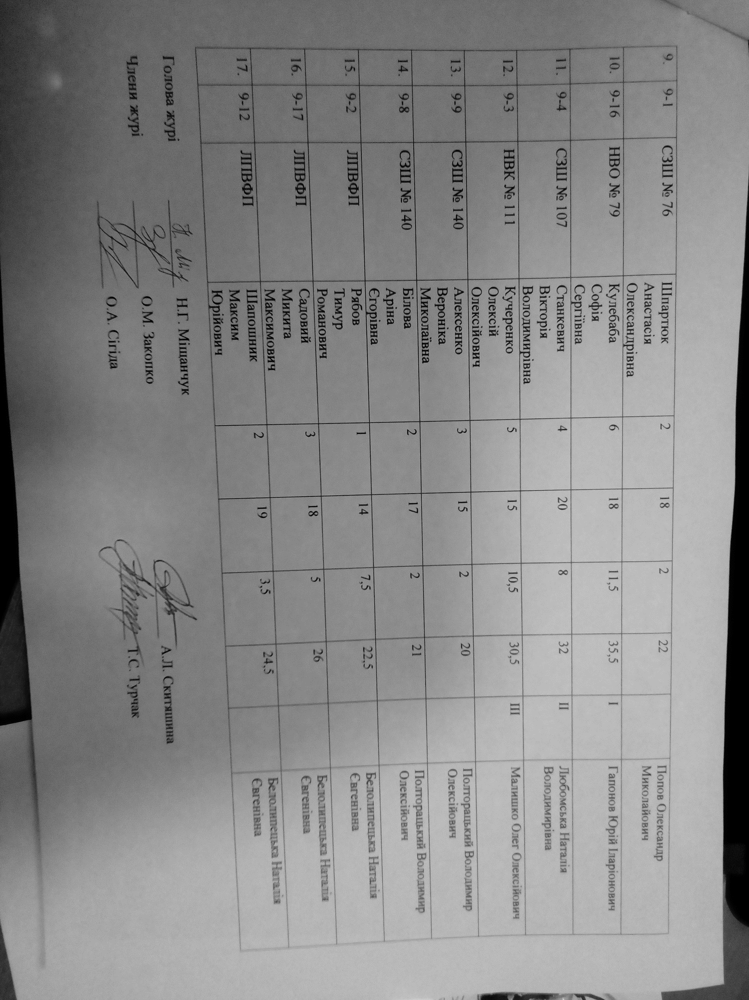 9. 9-1 СЗШ № 76 Шпартюк 2 18 2 22 Попов Олександр
Анастасія Миколайович
Олександрівна
10. 9-16 НВО № 79 Кулебаба 6 18 11,5 35,5 I Гапонов Юрій Іларіонович
Софія
Сергіївна
11. 9-4 СЗШ № 107 Станкевич 4 20 8 32 II Любомська Наталія
Вікторія Володимирівна
Володимирівна
12. 9-3 НВК № 111 Кучеренко 5 15 10,5 30,5 III Малишко Олег Олексійович
Олексій
Олексійович
13. 9-9 СЗШ № 140 Алексенко 3 15 2 20 Полторацький Володимир
Вероніка Олексійович
Миколаївна
14. 9-8 СЗШ № 140 Білова 2 17 2 21 Полторацький Володимир
Аріна Олексійович
Єгорівна
15. 9-2 ЛПВФП Рябов 1 14 7,5 22,5 Белолипецька Наталія
Тимур Євгенівна
Романович
16. 9-17 ЛПВФП Садовий 3 18 5 26 Белолипецька Наталія
Микита Євгенівна
Максимович
17. 9-12 ЛПВФП Шапошник 2 19 3,5 24,5 Белолипецька Наталія
Максим Євгенівна
Юрійович
Голова журі Н.Г. Міщанчук
Члени журі О.М. Закопко А.Л. Скитяшина
О.А. Сігіда Т.С. Турчак